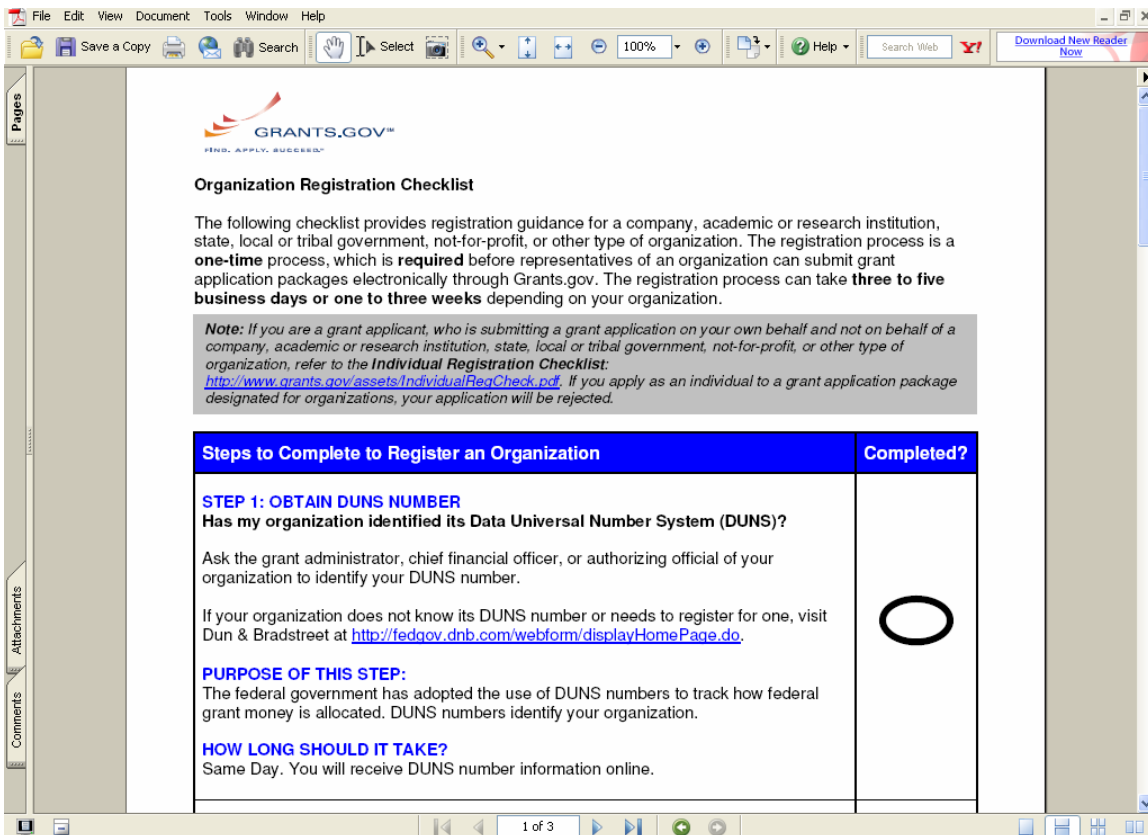 File Edit View Document Tools Window Help
Save a Copy Search Select 100% Help Search Web Y! Download New Reader
Now
Pages
Attachments
Comments
GRANTS.GOV™
FIND. APPLY. SUCCEED.™
Organization Registration Checklist
The following checklist provides registration guidance for a company, academic or research institution,
state, local or tribal government, not-for-profit, or other type of organization. The registration process is a
one-time process, which is required before representatives of an organization can submit grant
application packages electronically through Grants.gov. The registration process can take three to five
business days or one to three weeks depending on your organization.
Note: If you are a grant applicant, who is submitting a grant application on your own behalf and not on behalf of a
company, academic or research institution, state, local or tribal government, not-for-profit, or other type of
organization, refer to the Individual Registration Checklist:
http://www.grants.gov/assets/IndividualRegCheck.pdf. If you apply as an individual to a grant application package
designated for organizations, your application will be rejected.
Steps to Complete to Register an Organization Completed?
STEP 1: OBTAIN DUNS NUMBER
Has my organization identified its Data Universal Number System (DUNS)?
Ask the grant administrator, chief financial officer, or authorizing official of your
organization to identify your DUNS number.
If your organization does not know its DUNS number or needs to register for one, visit
Dun & Bradstreet at http://fedgov.dnb.com/webform/displayHomePage.do.
PURPOSE OF THIS STEP:
The federal government has adopted the use of DUNS numbers to track how federal
grant money is allocated. DUNS numbers identify your organization.
HOW LONG SHOULD IT TAKE?
Same Day. You will receive DUNS number information online.
1 of 3